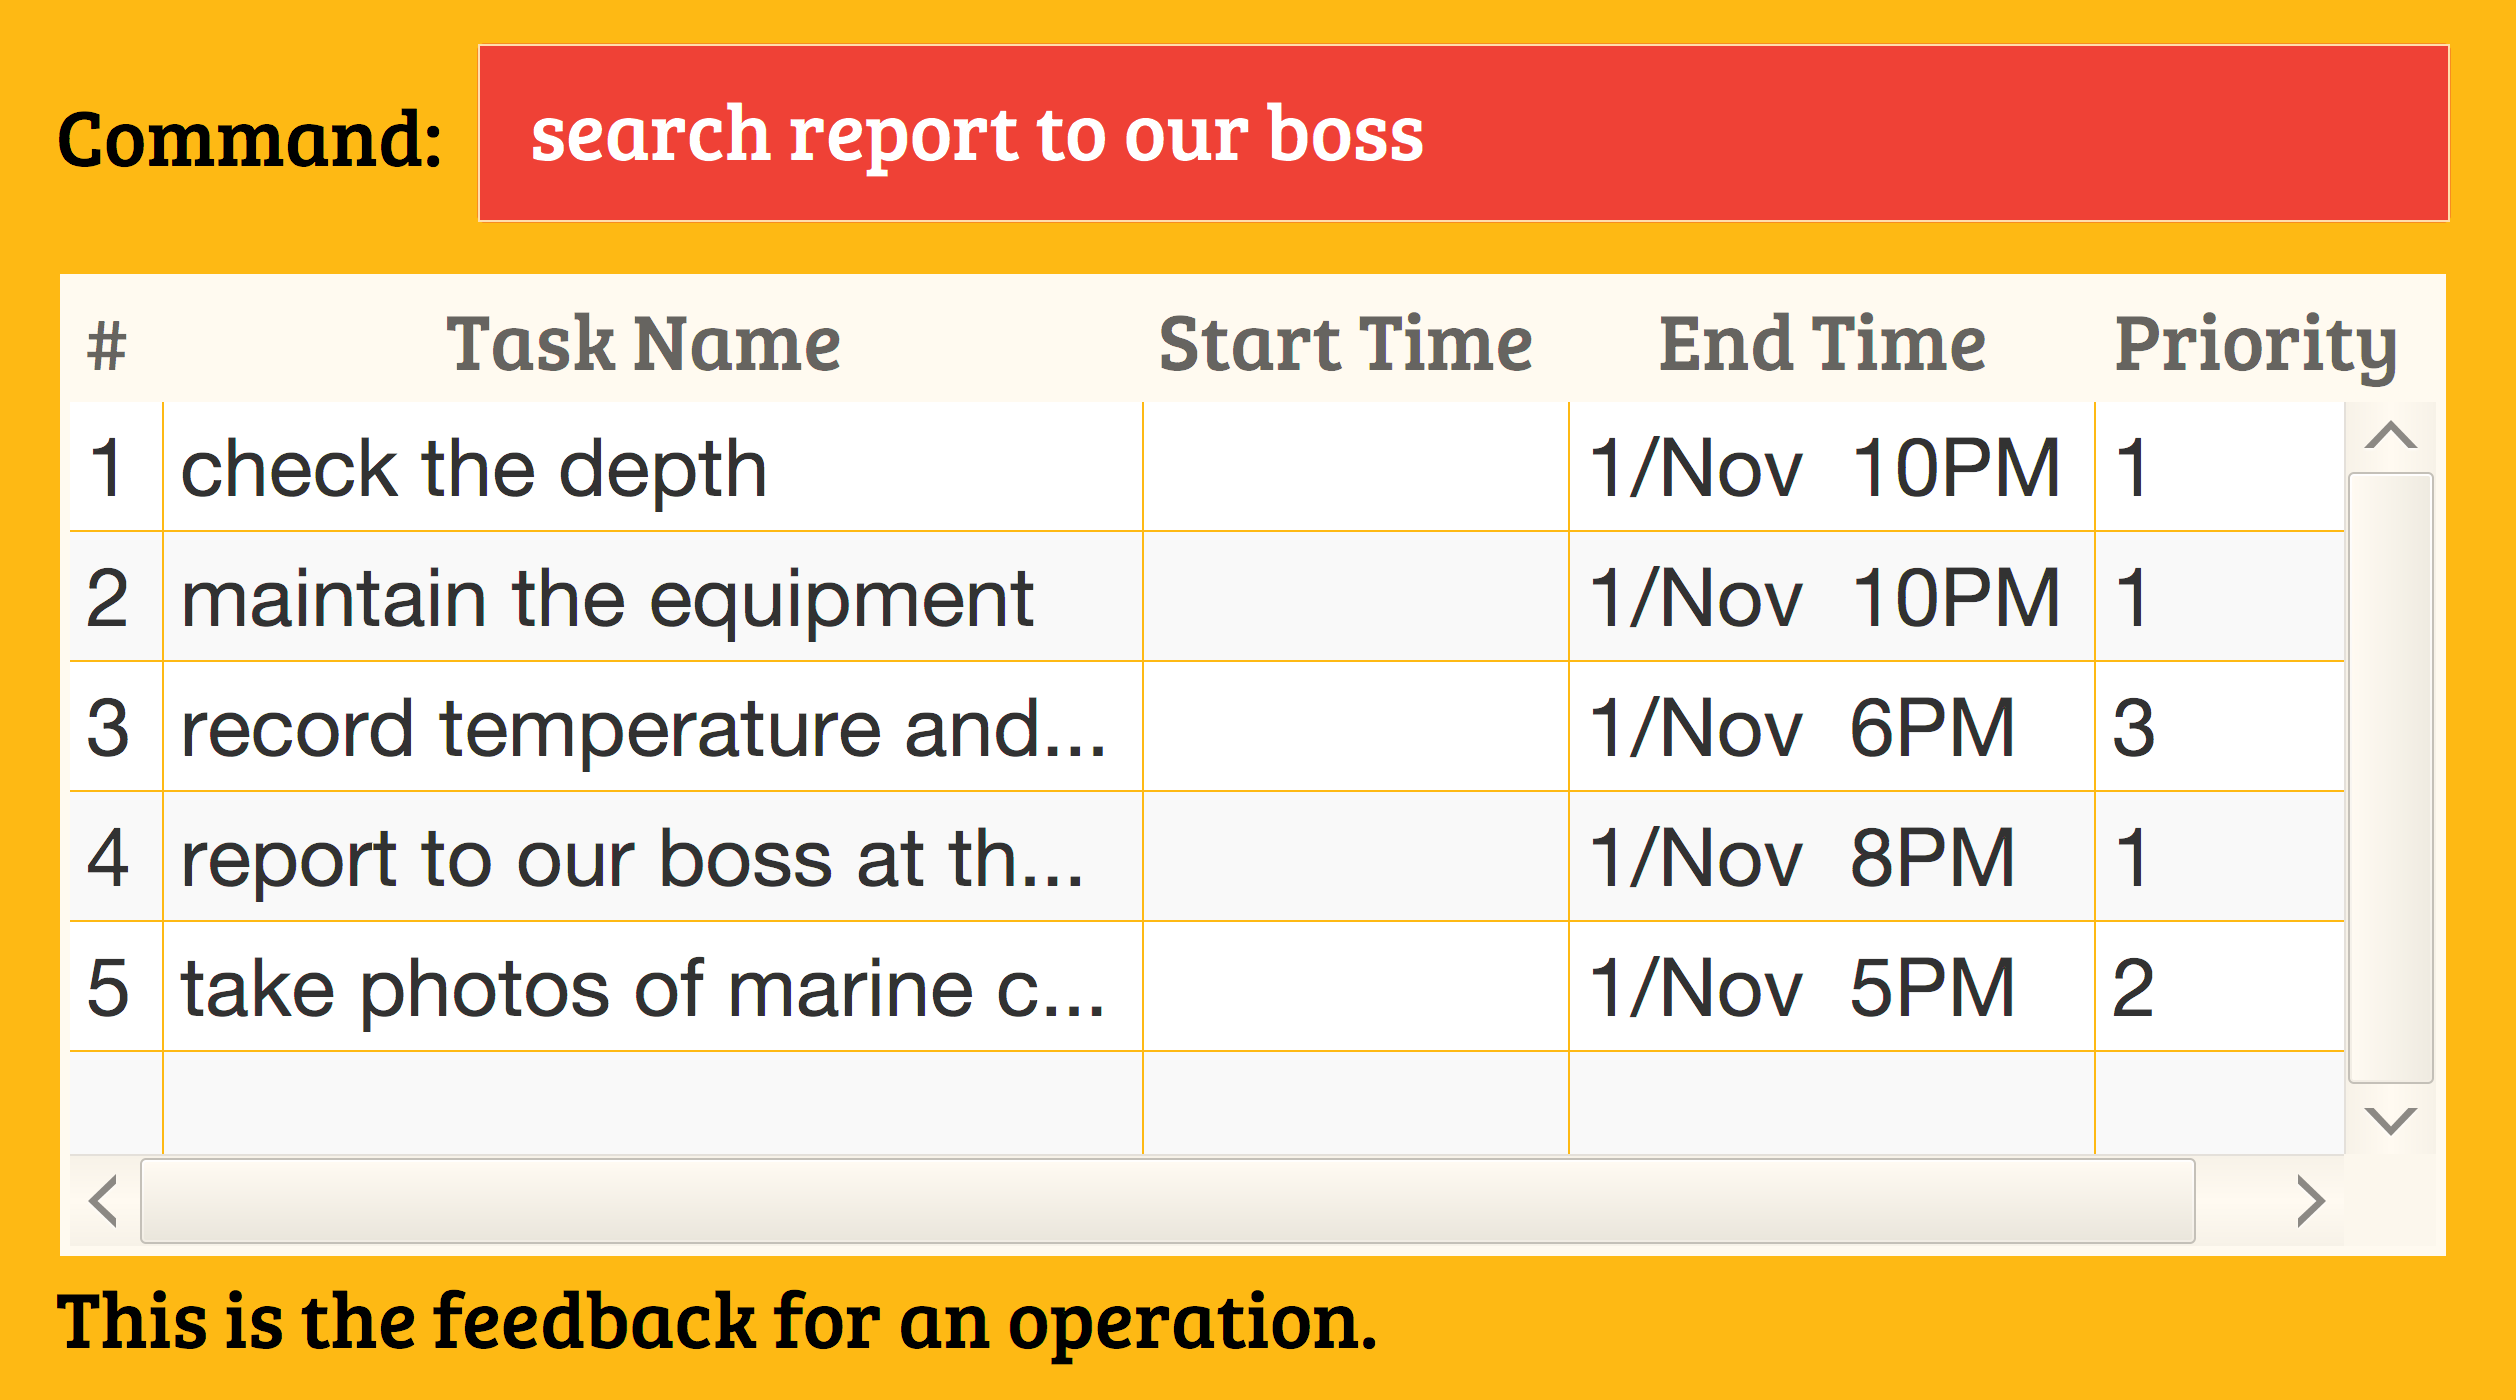 Command: search report to our boss
# Task Name Start Time End Time Priority
1 check the depth 1/Nov 10PM 1
2 maintain the equipment 1/Nov 10PM 1
3 record temperature and... 1/Nov 6PM 3
4 report to our boss at th... 1/Nov 8PM 1
5 take photos of marine c... 1/Nov 5PM 2
This is the feedback for an operation.